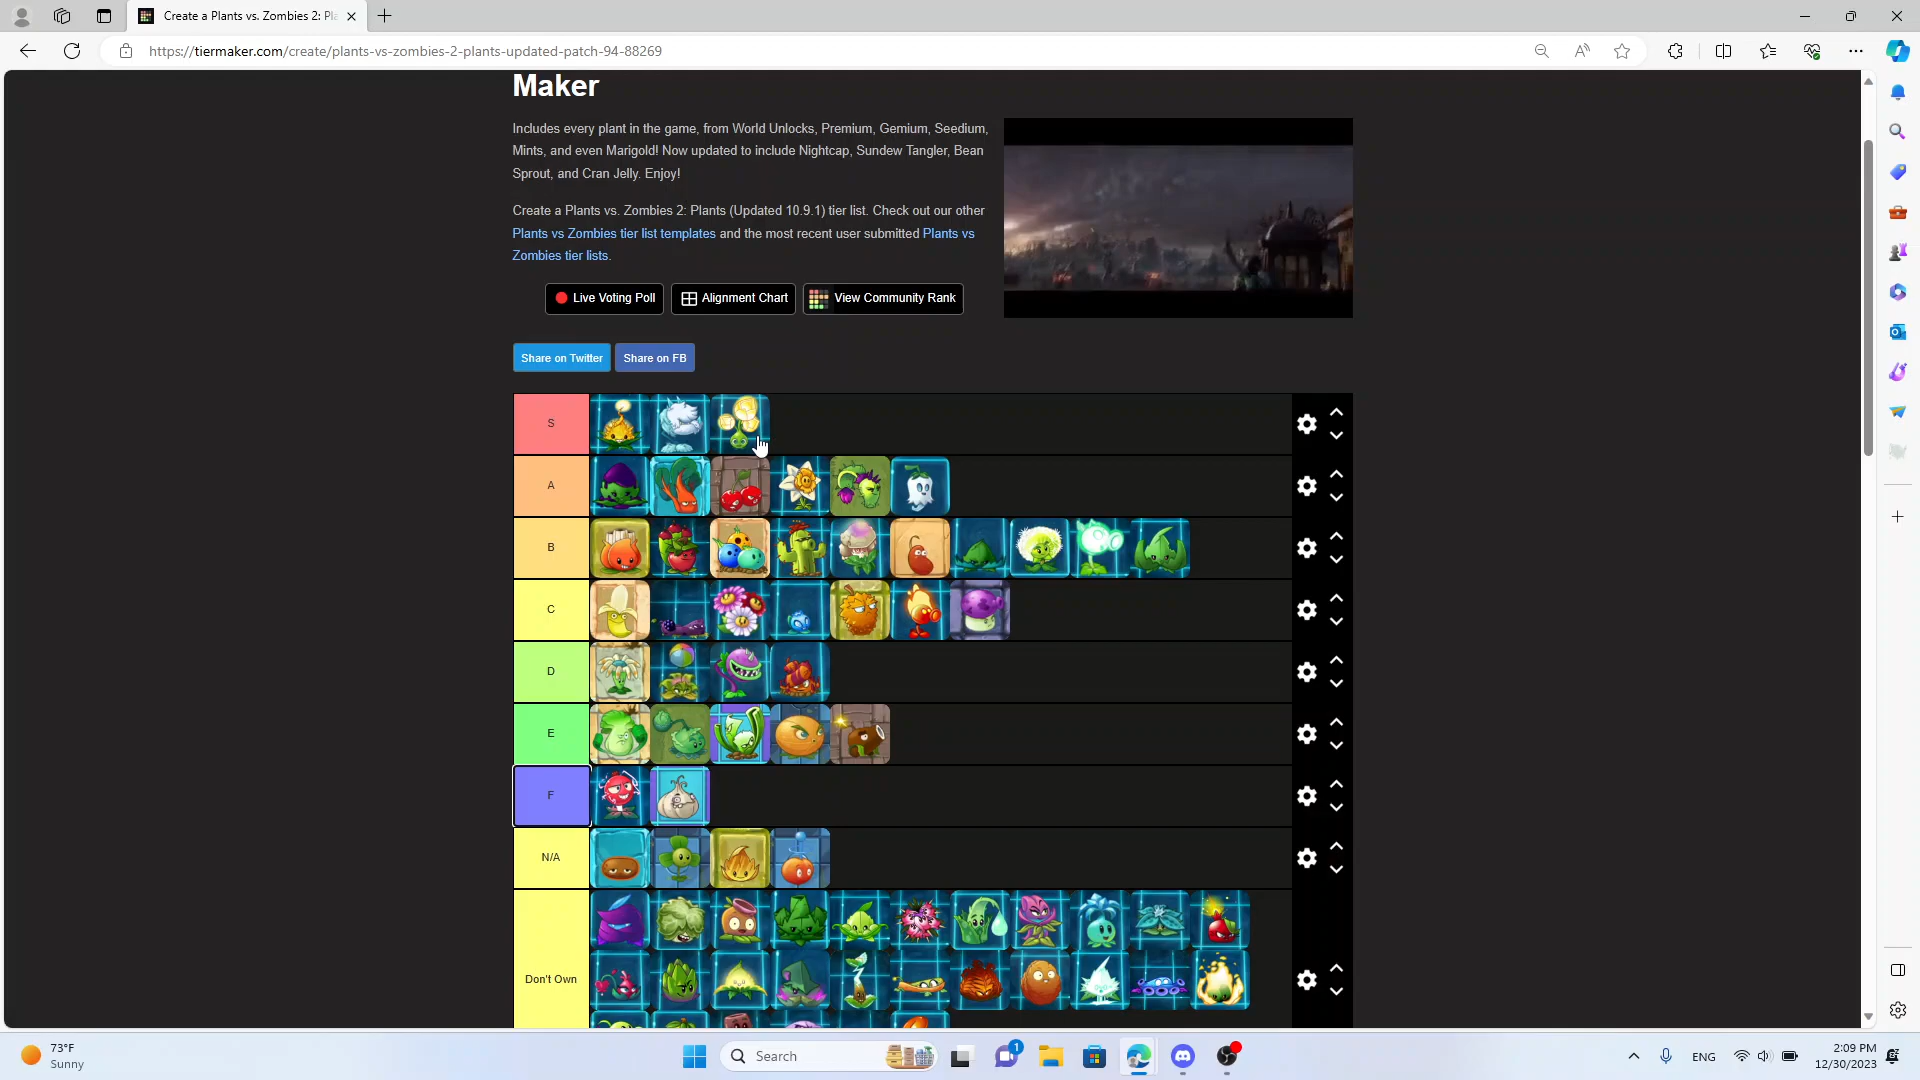 Create a Plants vs. Zombies 2: Pl
https://tiermaker.com/create/plants-vs-zombies-2-plants-updated-patch-94-88269
Maker
Includes every plant in the game, from World Unlocks, Premium, Gemium, Seedium,
Mints, and even Marigold! Now updated to include Nightcap, Sundew Tangler, Bean
Sprout, and Cran Jelly. Enjoy!
Create a Plants vs. Zombies 2: Plants (Updated 10.9.1) tier list. Check out our other
Plants vs Zombies tier list templates and the most recent user submitted Plants vs
Zombies tier lists.
Live Voting Poll
Alignment Chart
View Community Rank
Share on Twitter
Share on FB
S
A
B
C
D
E
F
N/A
Don't Own
73°F
Sunny
Search
1
ENG
2:09 PM
12/30/2023